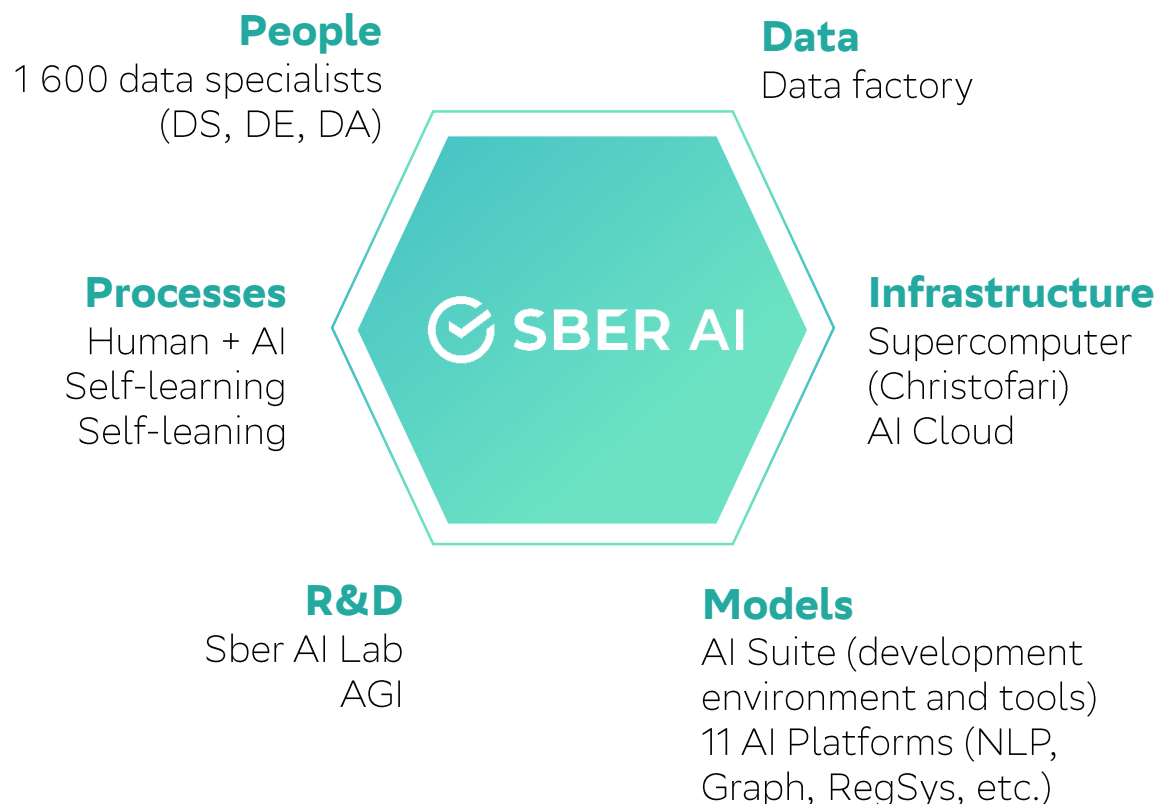 People
1 600 data specialists
(DS, DE, DA)
Data
Data factory
Processes
Human + AI
Self-learning
Self-leaning
SBER AI
Infrastructure
Supercomputer
(Christofari)
AI Cloud
R&D
Sber AI Lab
AGI
Models
AI Suite (development
environment and tools)
11 AI Platforms (NLP,
Graph, RegSys, etc.)